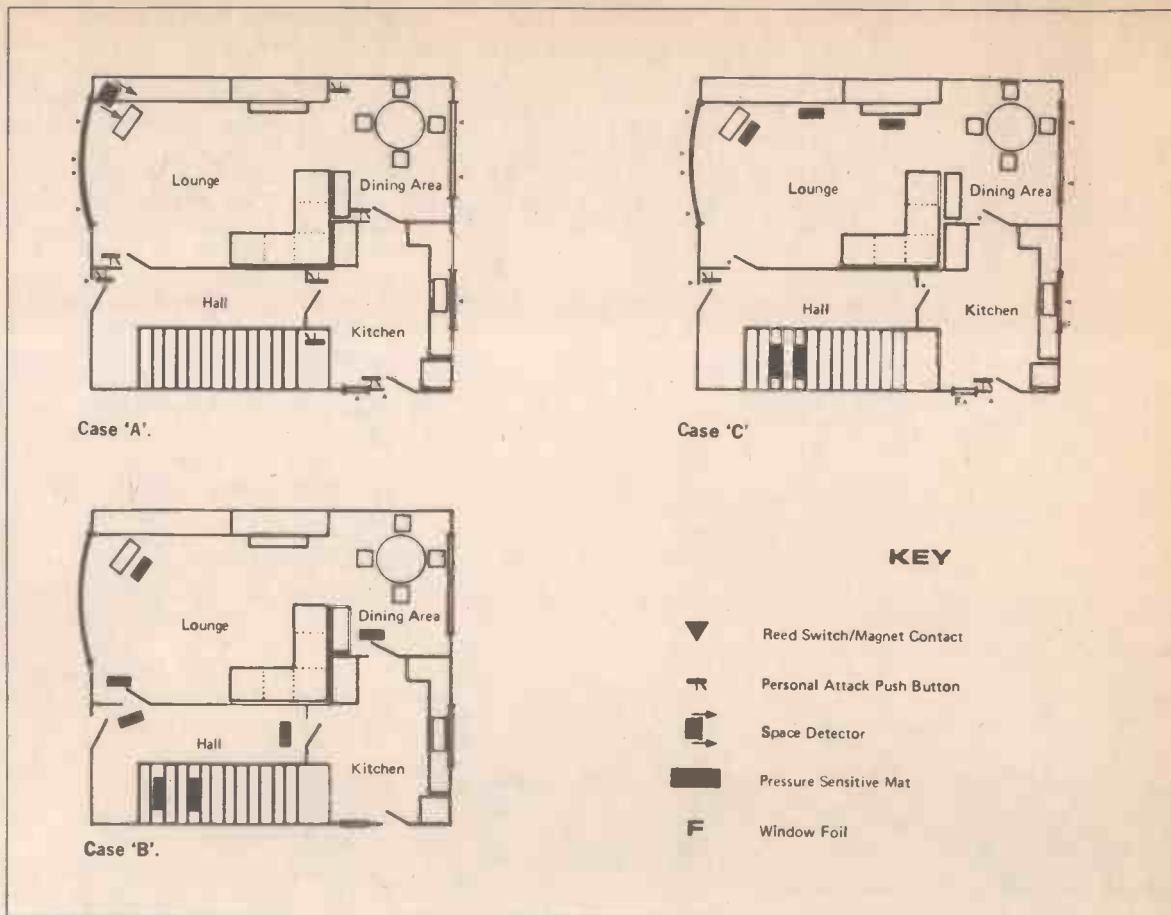 Lounge
Dining Area
Hall
Kitchen
Case 'A'.
Lounge
Dining Area
Hall
Kitchen
F
F
Case 'C'
Lounge
Dining Area
Hall
Kitchen
Case 'B'.
KEY
Reed Switch/Magnet Contact
Personal Attack Push Button
Space Detector
Pressure Sensitive Mat
F Window Foil